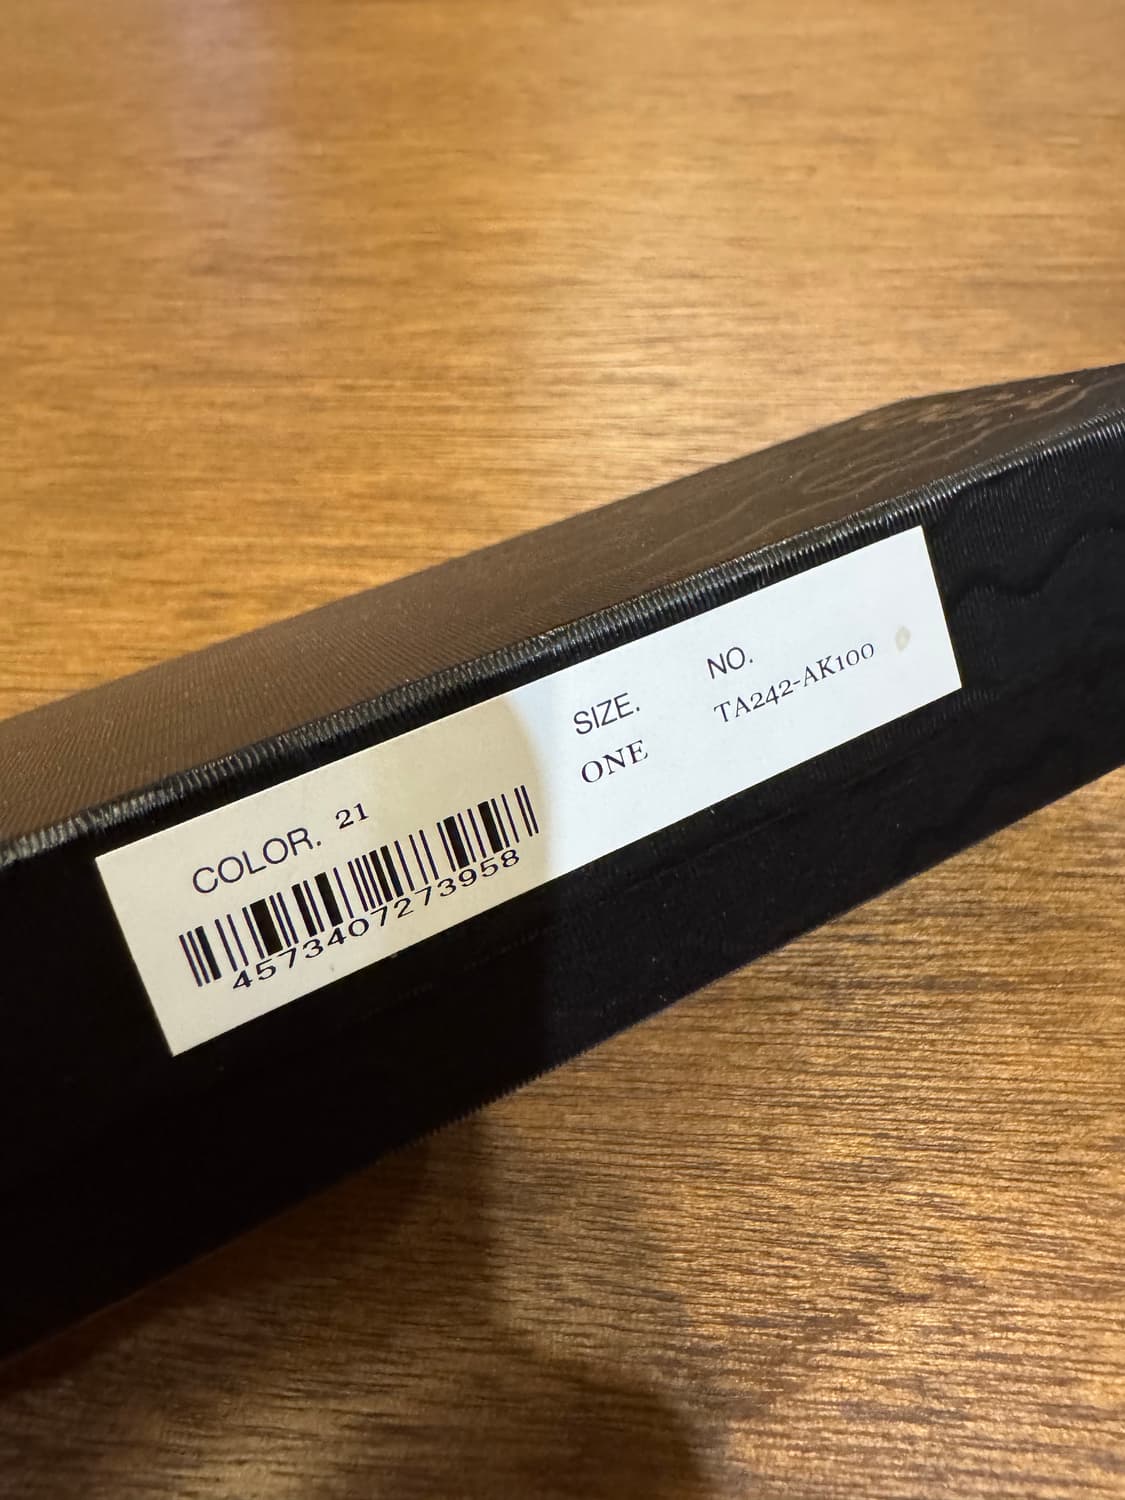 COLOR. 21
4573407273958
SIZE.
ONE
NO.
TA242-AK100